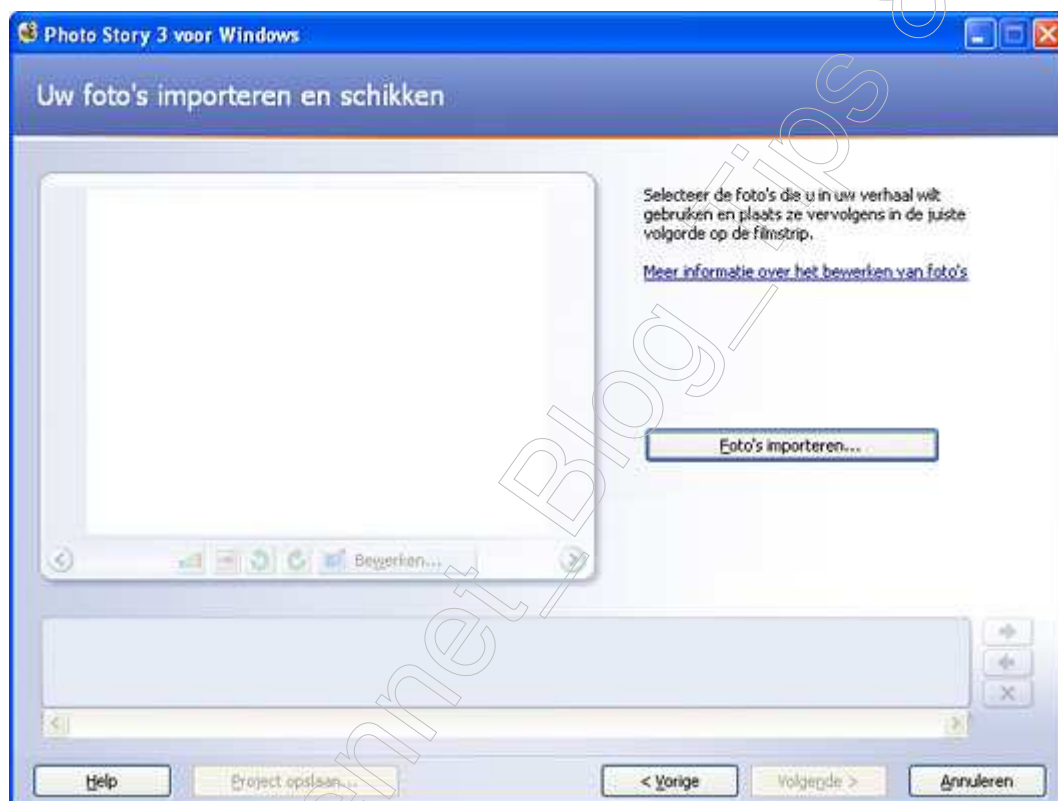 Photo Story 3 voor Windows
Uw foto's importeren en schikken
Selecteer de foto's die u in uw verhaal wilt
gebruiken en plaats ze vervolgens in de juiste
volgorde op de filmstrip.
Meer informatie over het bewerken van foto's
Foto's importeren...
Bewerken...
Help
Project opslaan...
< Vorige
Volgende >
Annuleren
ennet_Blog_Tips